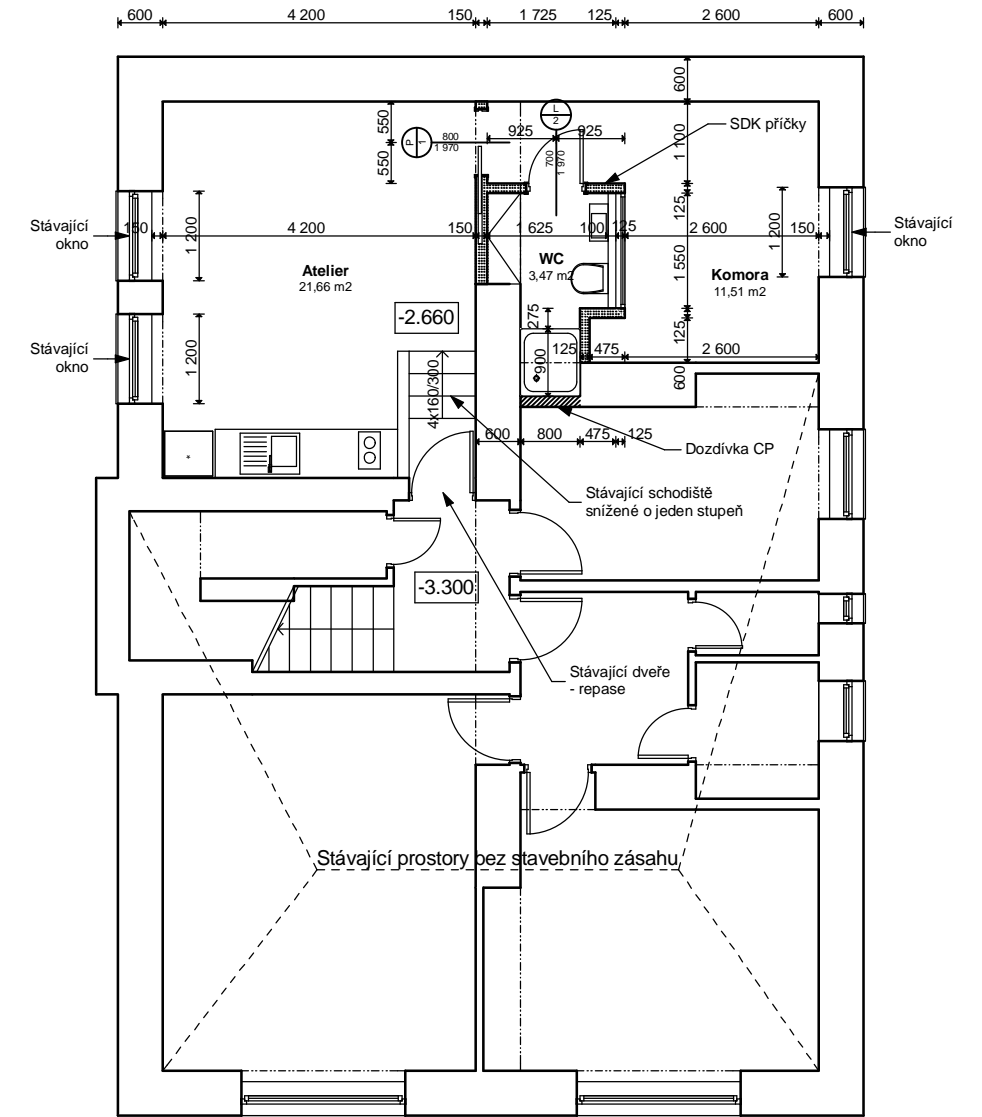 600 4 200 150 1 725 125 2 600 600
600
550
550
P
1
800
1 970
L
2
925 925
700
1 970
1 100
SDK příčky
125
Stávající
okno
150
1 200
4 200
150
1 625
100
125
2 600
150
1 200
Stávající
okno
Atelier
21,66 m2
WC
3,47 m2
1 550
Komora
11,51 m2
-2.660
275
125
Stávající
okno
1 200
4x160/300
900
125 475
2 600
600
600 800 475 125
Dozdívka CP
Stávající schodiště
snížené o jeden stupeň
-3.300
Stávající dveře
- repase
Stávající prostory bez stavebního zásahu